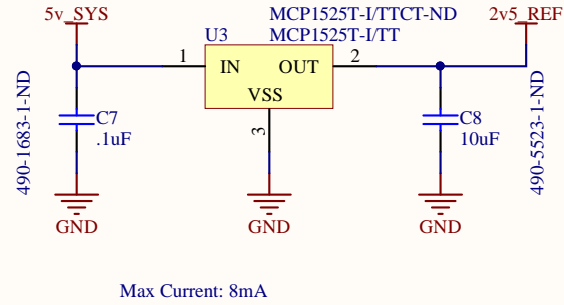 5v_SYS
MCP1525T-I/TTCT-ND
2v5_REF
U3
MCP1525T-I/TT
1
IN
OUT
2
VSS
3
C7
.1uF
490-1683-1-ND
C8
10uF
490-5523-1-ND
GND
GND
GND
Max Current: 8mA